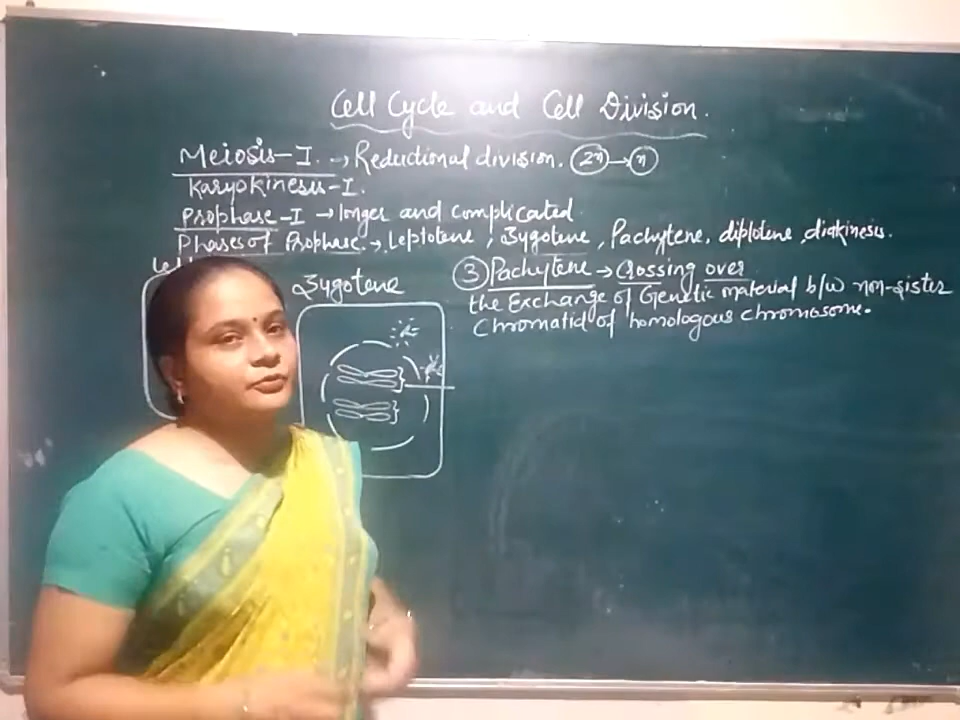 Cell Cycle and Cell Division.
Meiosis-I. → Reductional division. 2n → n
Karyokinesis-I.
Prophase-I → longer and complicated
Phases of Prophase. → Leptotene, Zygotene, Pachytene, diplotene, diakinesis.
Zygotene
③ Pachytene → Crossing over
the Exchange of Genetic material b/w non-sister
Chromatid of homologous chromosome.